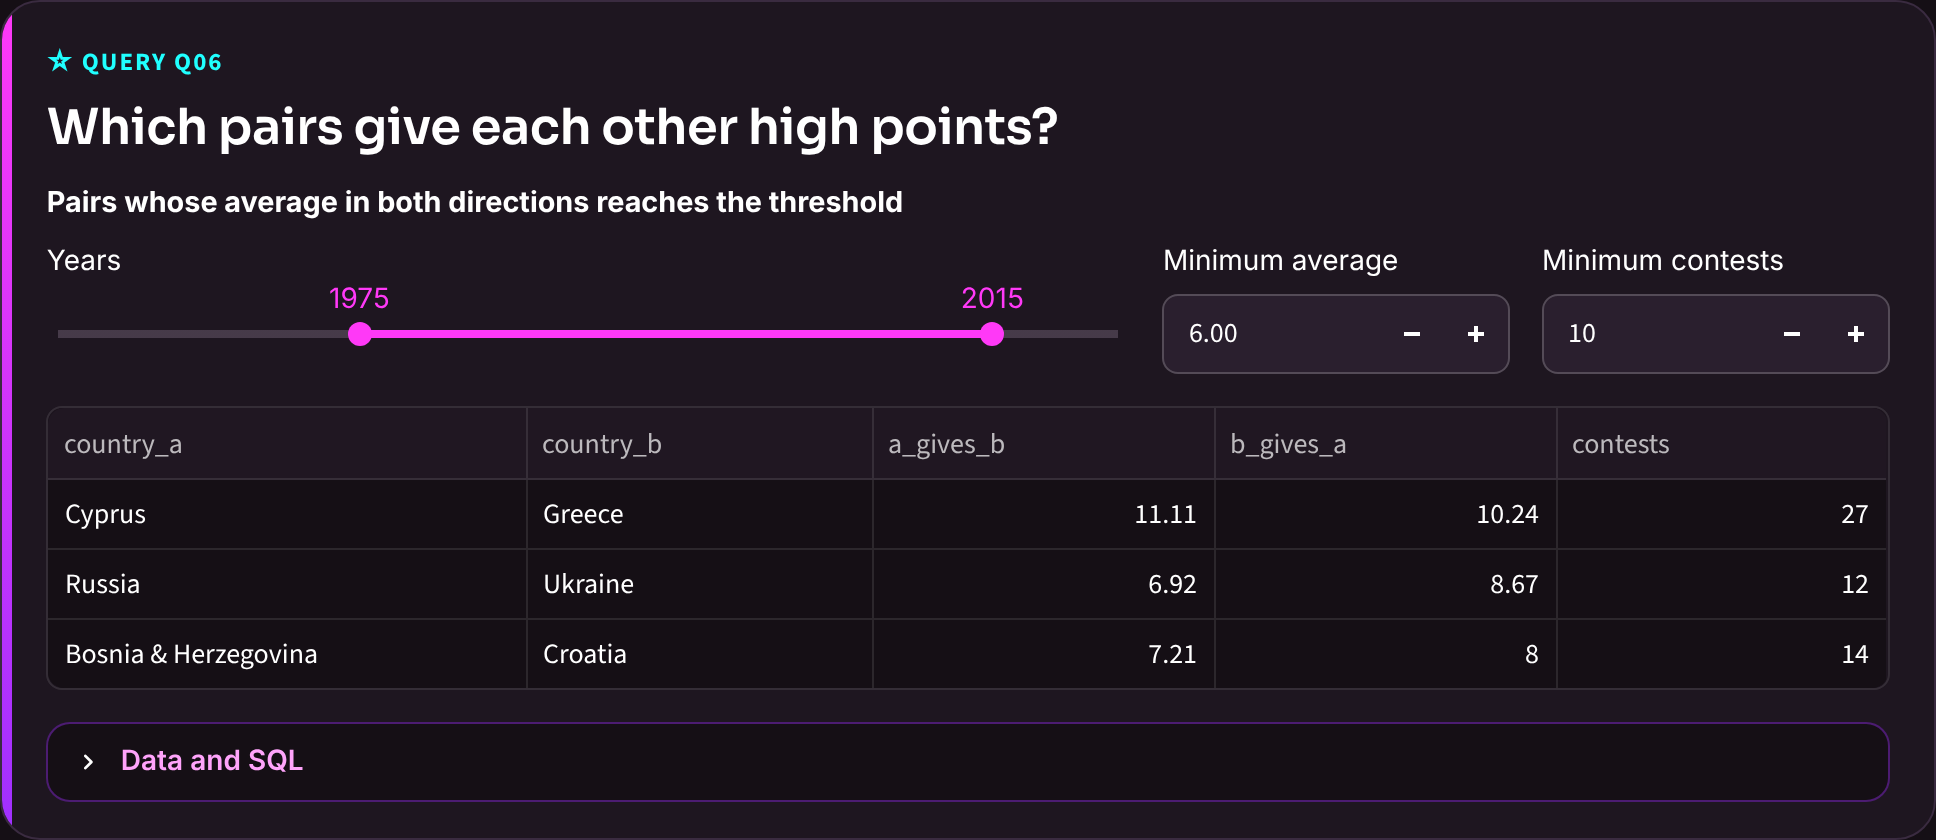 ☆ QUERY Q06
Which pairs give each other high points?
Pairs whose average in both directions reaches the threshold
Years
1975
2015
Minimum average
6.00 − +
Minimum contests
10 − +
country_a country_b a_gives_b b_gives_a contests
Cyprus Greece 11.11 10.24 27
Russia Ukraine 6.92 8.67 12
Bosnia & Herzegovina Croatia 7.21 8 14
Data and SQL